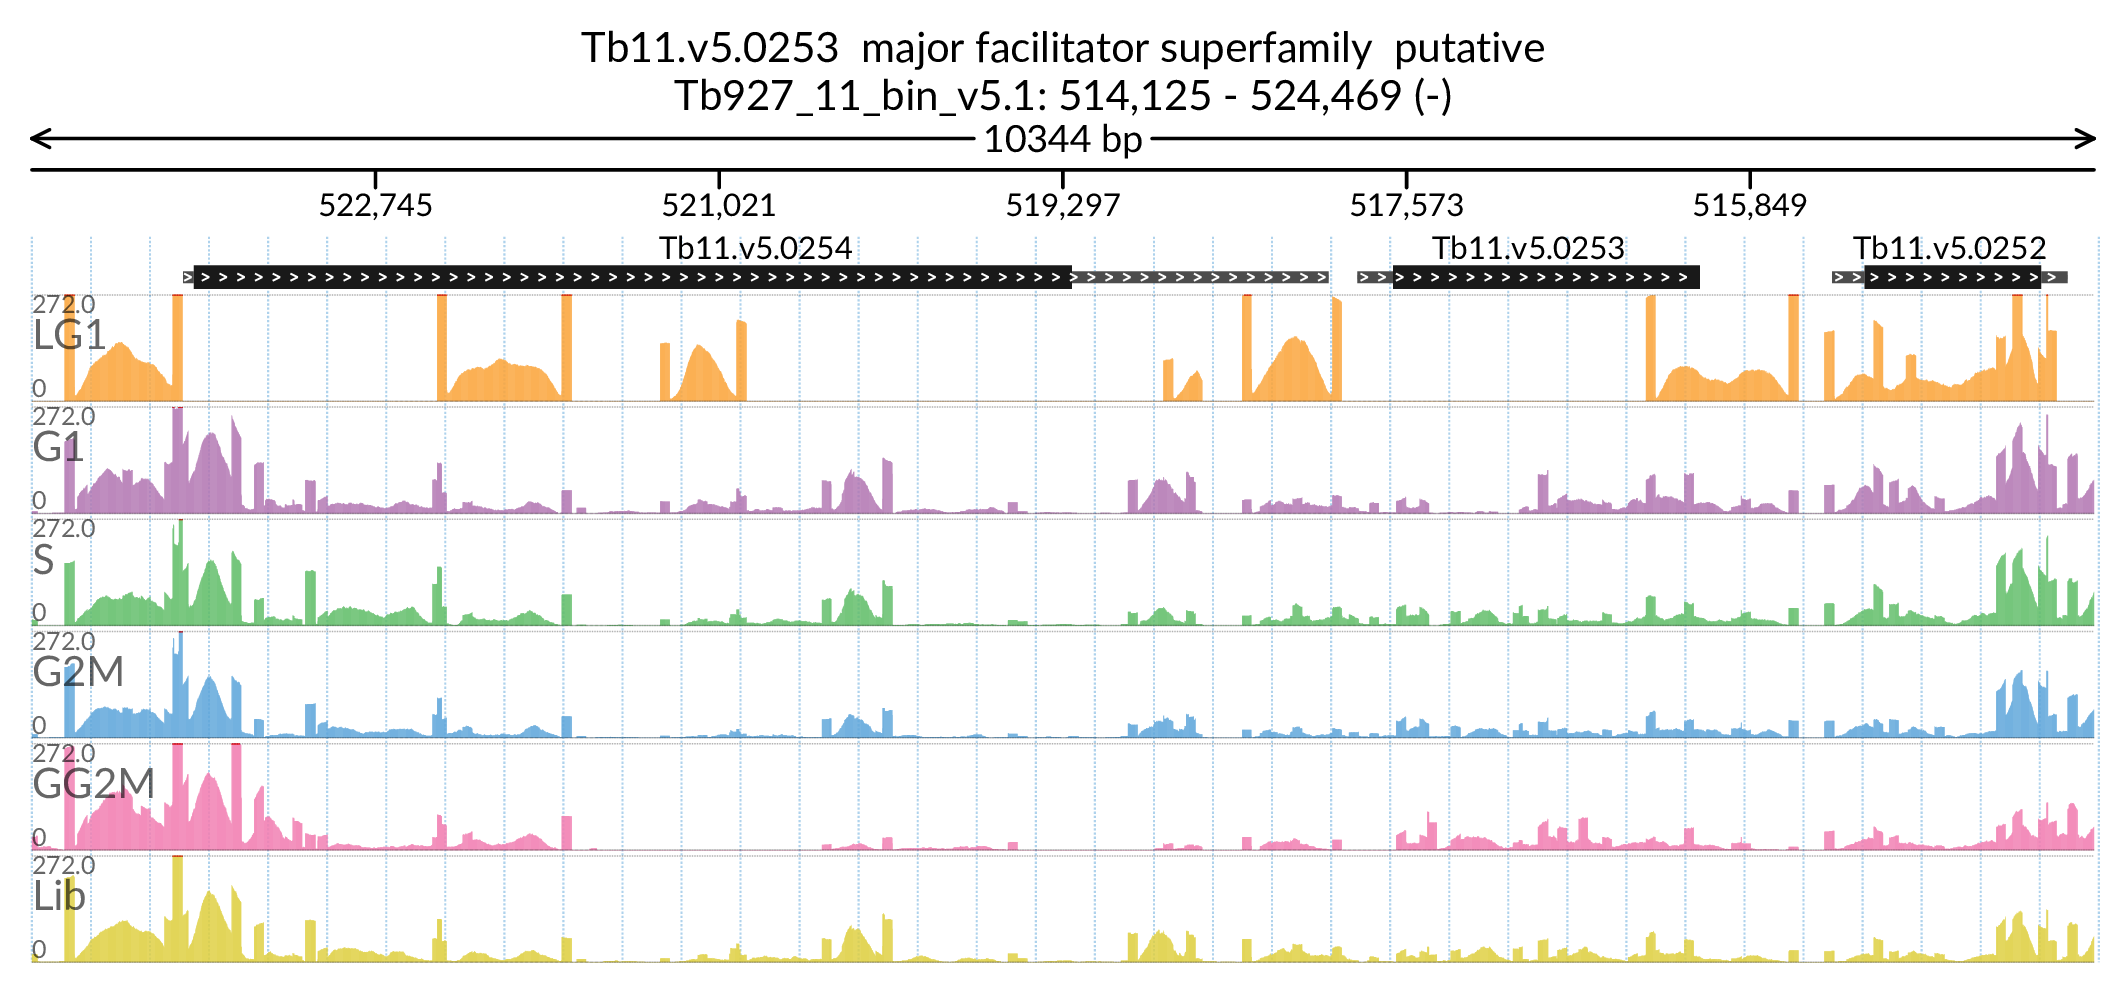 Tb11.v5.0253 major facilitator superfamily putative
Tb927_11_bin_v5.1: 514,125 - 524,469 (-)
10344 bp
522,745 521,021 519,297 517,573 515,849
Tb11.v5.0254 Tb11.v5.0253 Tb11.v5.0252
272.0
LG1
0
272.0
G1
0
272.0
S
0
272.0
G2M
0
272.0
GG2M
0
272.0
Lib
0